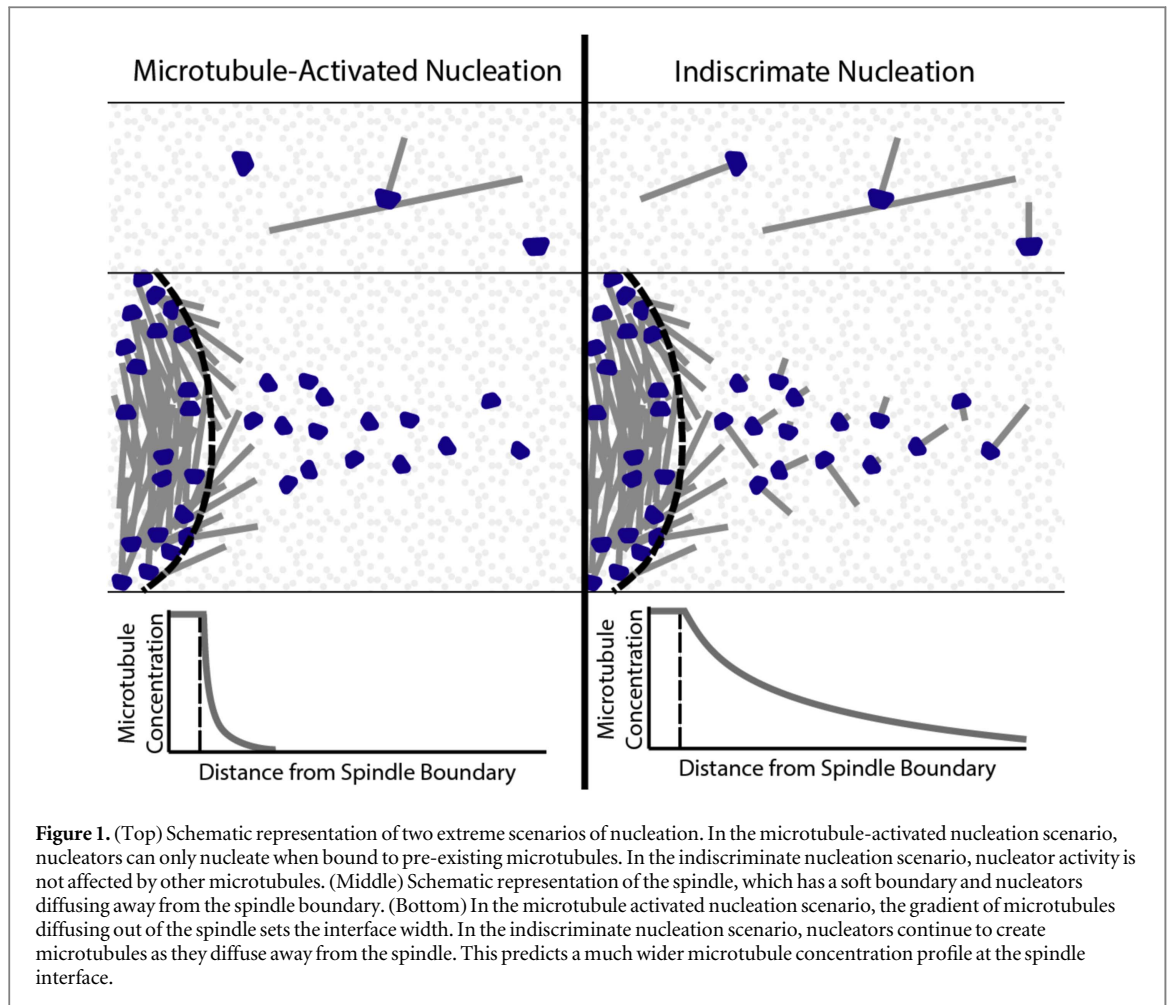 Microtubule-Activated Nucleation
Indiscrimate Nucleation
Microtubule
Concentration
Distance from Spindle Boundary
Microtubule
Concentration
Distance from Spindle Boundary
Figure 1. (Top) Schematic representation of two extreme scenarios of nucleation. In the microtubule-activated nucleation scenario,
nucleators can only nucleate when bound to pre-existing microtubules. In the indiscriminate nucleation scenario, nucleator activity is
not affected by other microtubules. (Middle) Schematic representation of the spindle, which has a soft boundary and nucleators
diffusing away from the spindle boundary. (Bottom) In the microtubule activated nucleation scenario, the gradient of microtubules
diffusing out of the spindle sets the interface width. In the indiscriminate nucleation scenario, nucleators continue to create
microtubules as they diffuse away from the spindle. This predicts a much wider microtubule concentration profile at the spindle
interface.